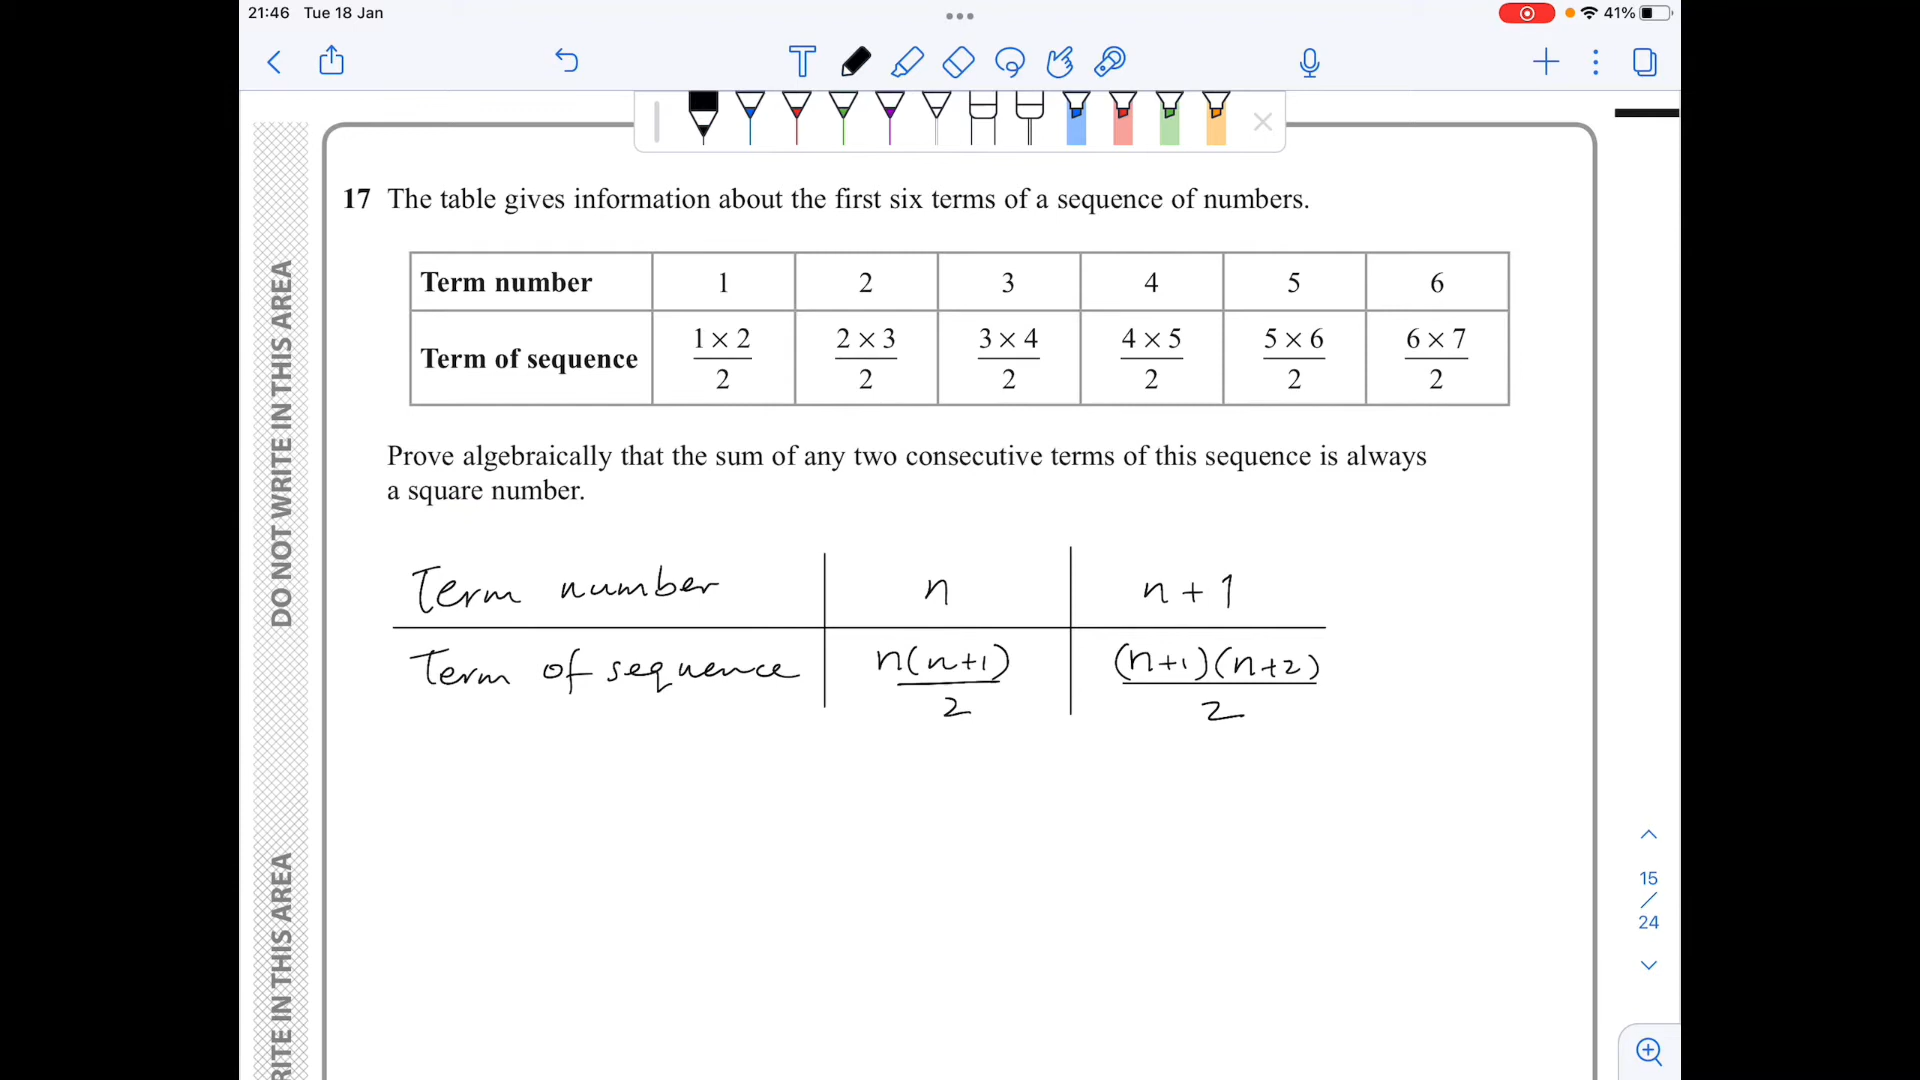 21:46 Tue 18 Jan
41%
T
17 The table gives information about the first six terms of a sequence of numbers.
Term number 1 2 3 4 5 6
Term of sequence 1 × 2 / 2 2 × 3 / 2 3 × 4 / 2 4 × 5 / 2 5 × 6 / 2 6 × 7 / 2
Prove algebraically that the sum of any two consecutive terms of this sequence is always
a square number.
Term number n n + 1
Term of sequence n(n+1) / 2 (n+1)(n+2) / 2
DO NOT WRITE IN THIS AREA
RITE IN THIS AREA
15
/
24